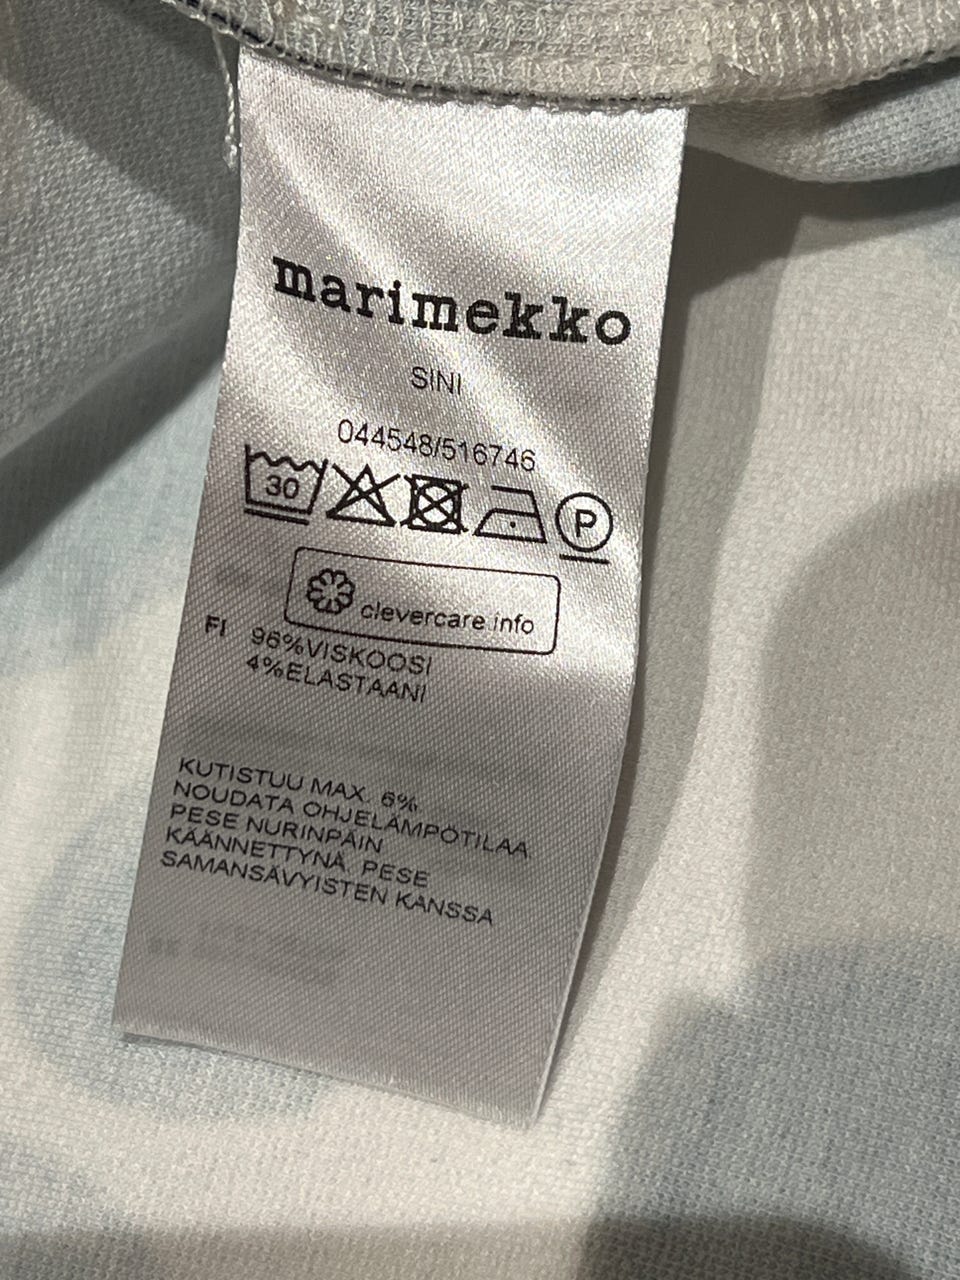 marimekko
SINI
044548/516746
30 P
clevercare.info
FI 96%VISKOOSI
4%ELASTAANI
KUTISTUU MAX. 6%.
NOUDATA OHJELÄMPÖTILAA.
PESE NURINPÄIN
KÄÄNNETTYNÄ. PESE
SAMANSÄVYISTEN KANSSA